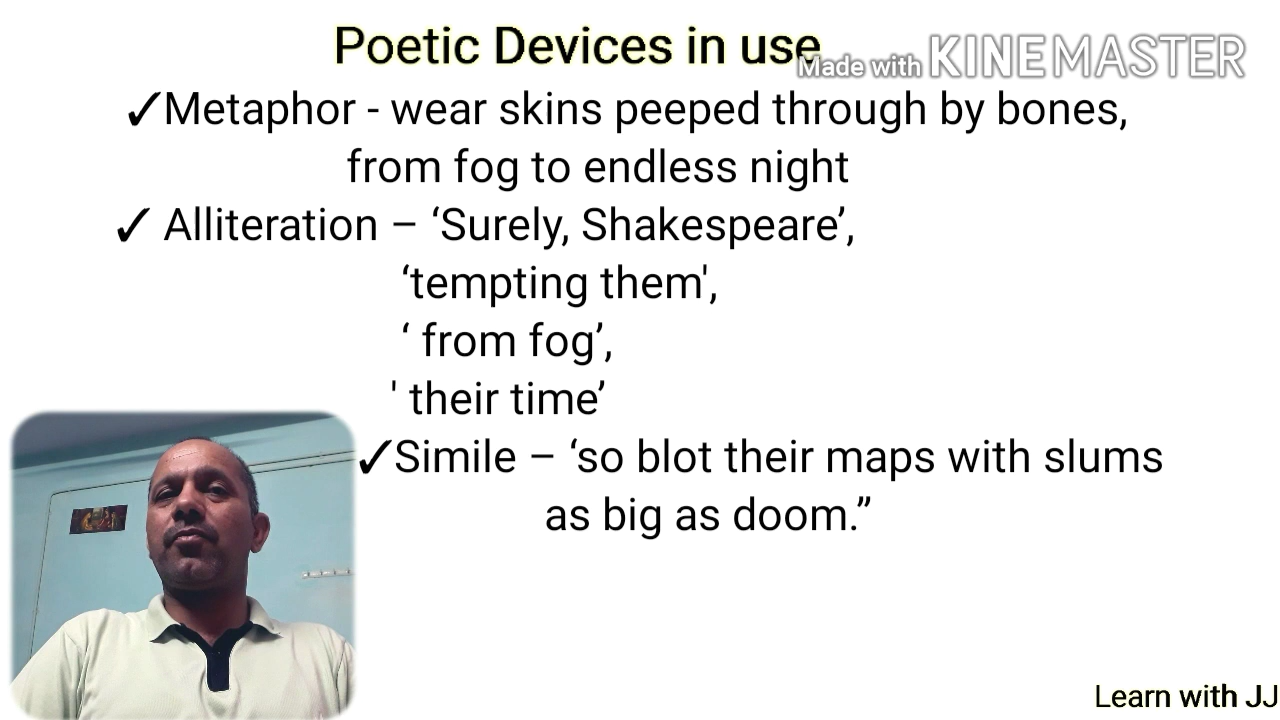 Poetic Devices in use
Made with KINEMASTER
✓Metaphor - wear skins peeped through by bones,
from fog to endless night
✓ Alliteration – ‘Surely, Shakespeare’,
‘tempting them',
‘ from fog’,
' their time’
✓Simile – ‘so blot their maps with slums
as big as doom.”
Learn with JJ